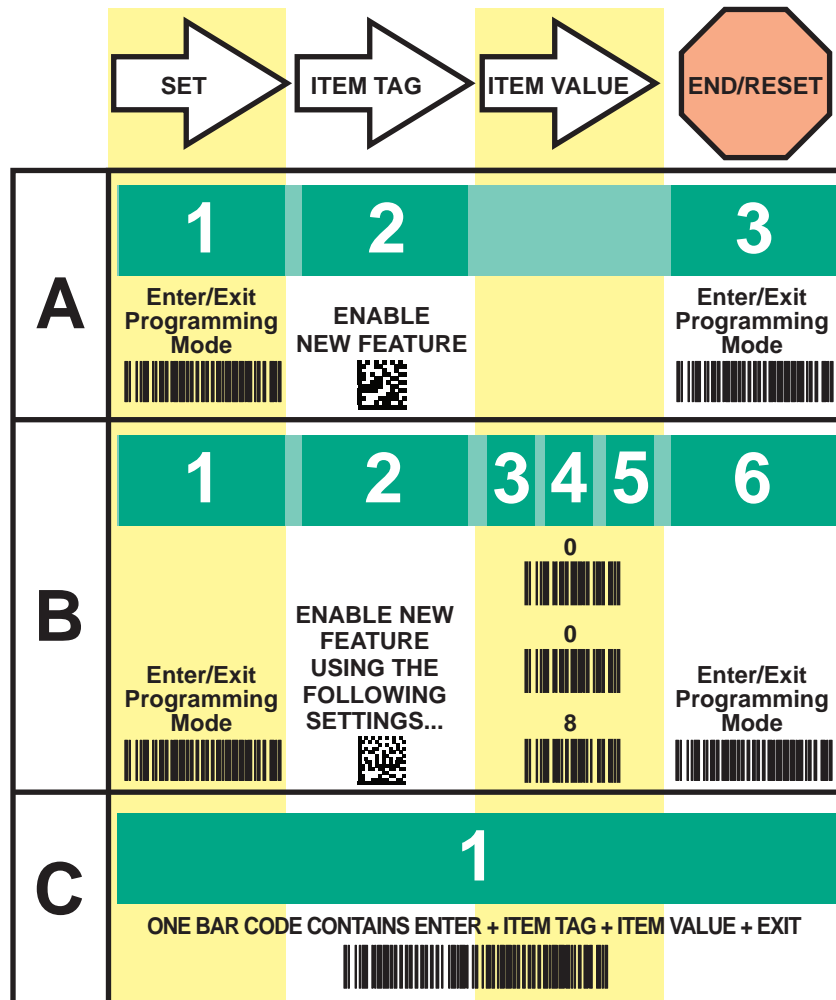 SET
ITEM TAG
ITEM VALUE
END/RESET
A
1
2
3
Enter/Exit
Programming
Mode
ENABLE
NEW FEATURE
Enter/Exit
Programming
Mode
B
1
2
3
4
5
6
Enter/Exit
Programming
Mode
ENABLE NEW
FEATURE
USING THE
FOLLOWING
SETTINGS...
0
0
8
Enter/Exit
Programming
Mode
C
1
ONE BAR CODE CONTAINS ENTER + ITEM TAG + ITEM VALUE + EXIT